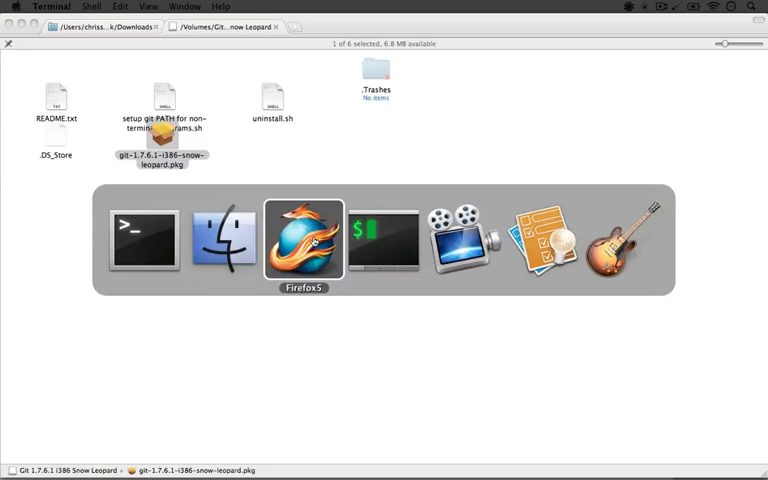 Terminal Shell Edit View Window Help
/Users/chriss...k/Downloads /Volumes/Git...now Leopard
1 of 6 selected, 6.8 MB available
.Trashes
No items
README.txt
setup git PATH for non-
uninstall.sh
.DS_Store
git-1.7.6.1-i386-snow-
leopard.pkg
>_
$
Firefox5
Git 1.7.6.1 i386 Snow Leopard git-1.7.6.1-i386-snow-leopard.pkg